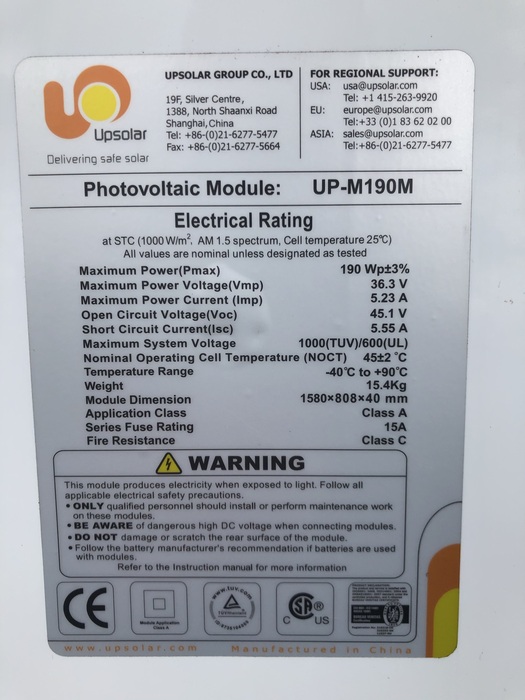 Upsolar
Delivering safe solar
UPSOLAR GROUP CO., LTD
19F, Silver Centre,
1388, North Shaanxi Road
Shanghai, China
Tel: +86-(0)21-6277-5477
Fax: +86-(0)21-6277-5664
FOR REGIONAL SUPPORT:
USA: usa@upsolar.com
Tel: +1 415-263-9920
EU: europe@upsolar.com
Tel:+33 (0)1 83 62 02 00
ASIA: sales@upsolar.com
Tel:+86-(0)21-6277-5477
Photovoltaic Module: UP-M190M
Electrical Rating
at STC (1000 W/m², AM 1.5 spectrum, Cell temperature 25℃)
All values are nominal unless designated as tested
Maximum Power(Pmax) 190 Wp±3%
Maximum Power Voltage(Vmp) 36.3 V
Maximum Power Current (Imp) 5.23 A
Open Circuit Voltage(Voc) 45.1 V
Short Circuit Current(Isc) 5.55 A
Maximum System Voltage 1000(TUV)/600(UL)
Nominal Operating Cell Temperature (NOCT) 45±2 ℃
Temperature Range -40℃ to +90℃
Weight 15.4Kg
Module Dimension 1580×808×40 mm
Application Class Class A
Series Fuse Rating 15A
Fire Resistance Class C
WARNING
This module produces electricity when exposed to light. Follow all
applicable electrical safety precautions.
• ONLY qualified personnel should install or perform maintenance work
on these modules.
• BE AWARE of dangerous high DC voltage when connecting modules.
• DO NOT damage or scratch the rear surface of the module.
• Follow the battery manufacturer's recommendation if batteries are used
with modules.
Refer to the Instruction manual for more information
CE
Module Application
Class A
www.tuv.com
SA®
C US
www.upsolar.com Manufactured in China